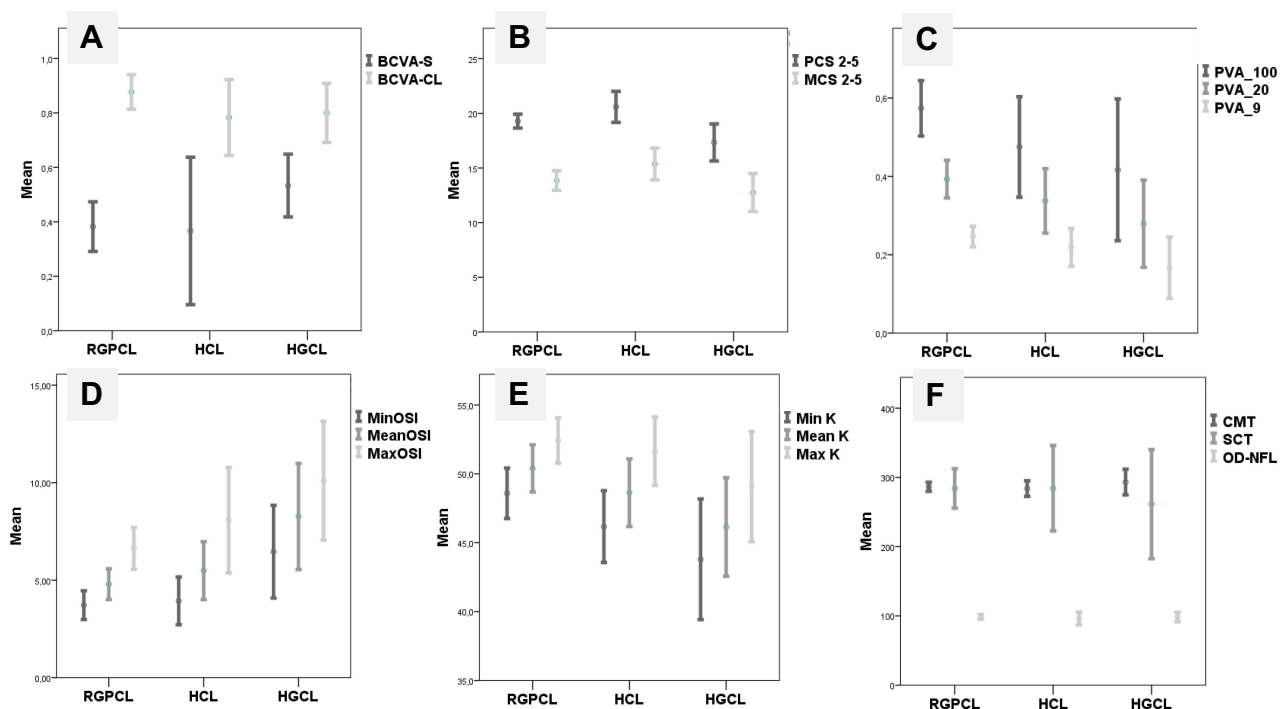 A
1,0
0,8
0,6
0,4
0,2
0,0
Mean
RGPCL HCL HGCL
BCVA-S
BCVA-CL
B
25
20
15
10
5
0
RGPCL HCL HGCL
PCS 2-5
MCS 2-5
C
0,6
0,4
0,2
0,0
RGPCL HCL HGCL
PVA_100
PVA_20
PVA_9
D
15,00
10,00
5,00
0,00
Mean
RGPCL HCL HGCL
MinOSI
MeanOSI
MaxOSI
E
55,0
50,0
45,0
40,0
35,0
Mean
RGPCL HCL HGCL
Min K
Mean K
Max K
F
400
300
200
100
0
Mean
RGPCL HCL HGCL
CMT
SCT
OD-NFL